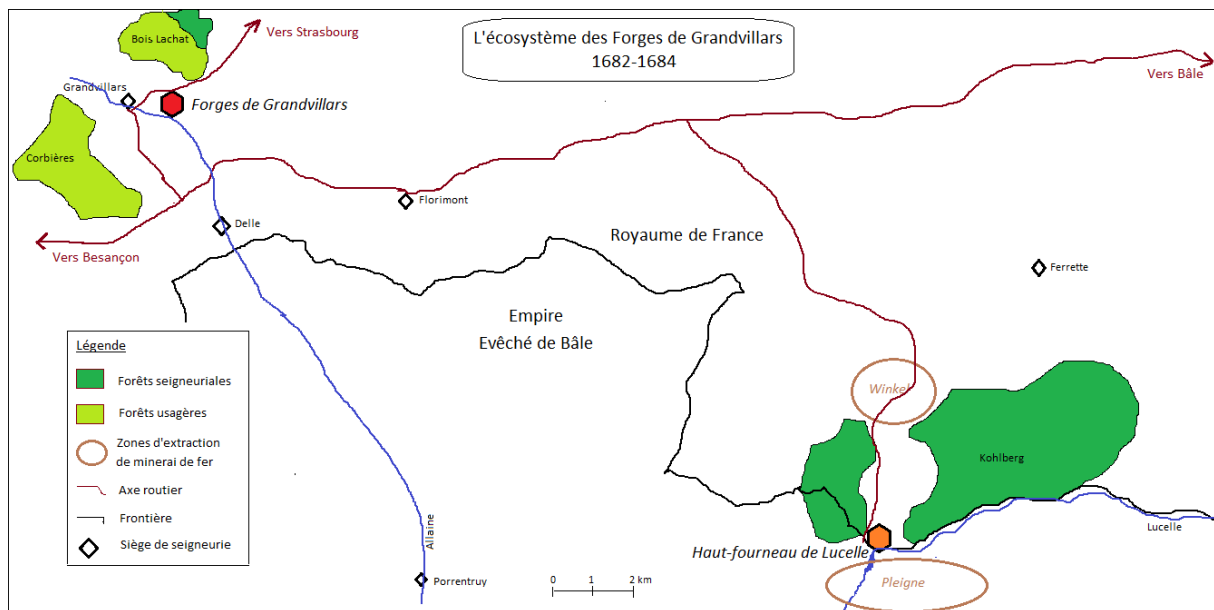 L'écosystème des Forges de Grandvillars
1682-1684
Bois Lachat
Vers Strasbourg
Vers Bâle
Grandvillars
Forges de Grandvillars
Corbières
Florimont
Delle
Vers Besançon
Royaume de France
Ferrette
Empire
Evêché de Bâle
Winkel
Kohlberg
Lucelle
Haut-fourneau de Lucelle
Pleigne
Allaine
Porrentruy
0 1 2 km
Légende
Forêts seigneuriales
Forêts usagères
Zones d'extraction
de minerai de fer
Axe routier
Frontière
Siège de seigneurie